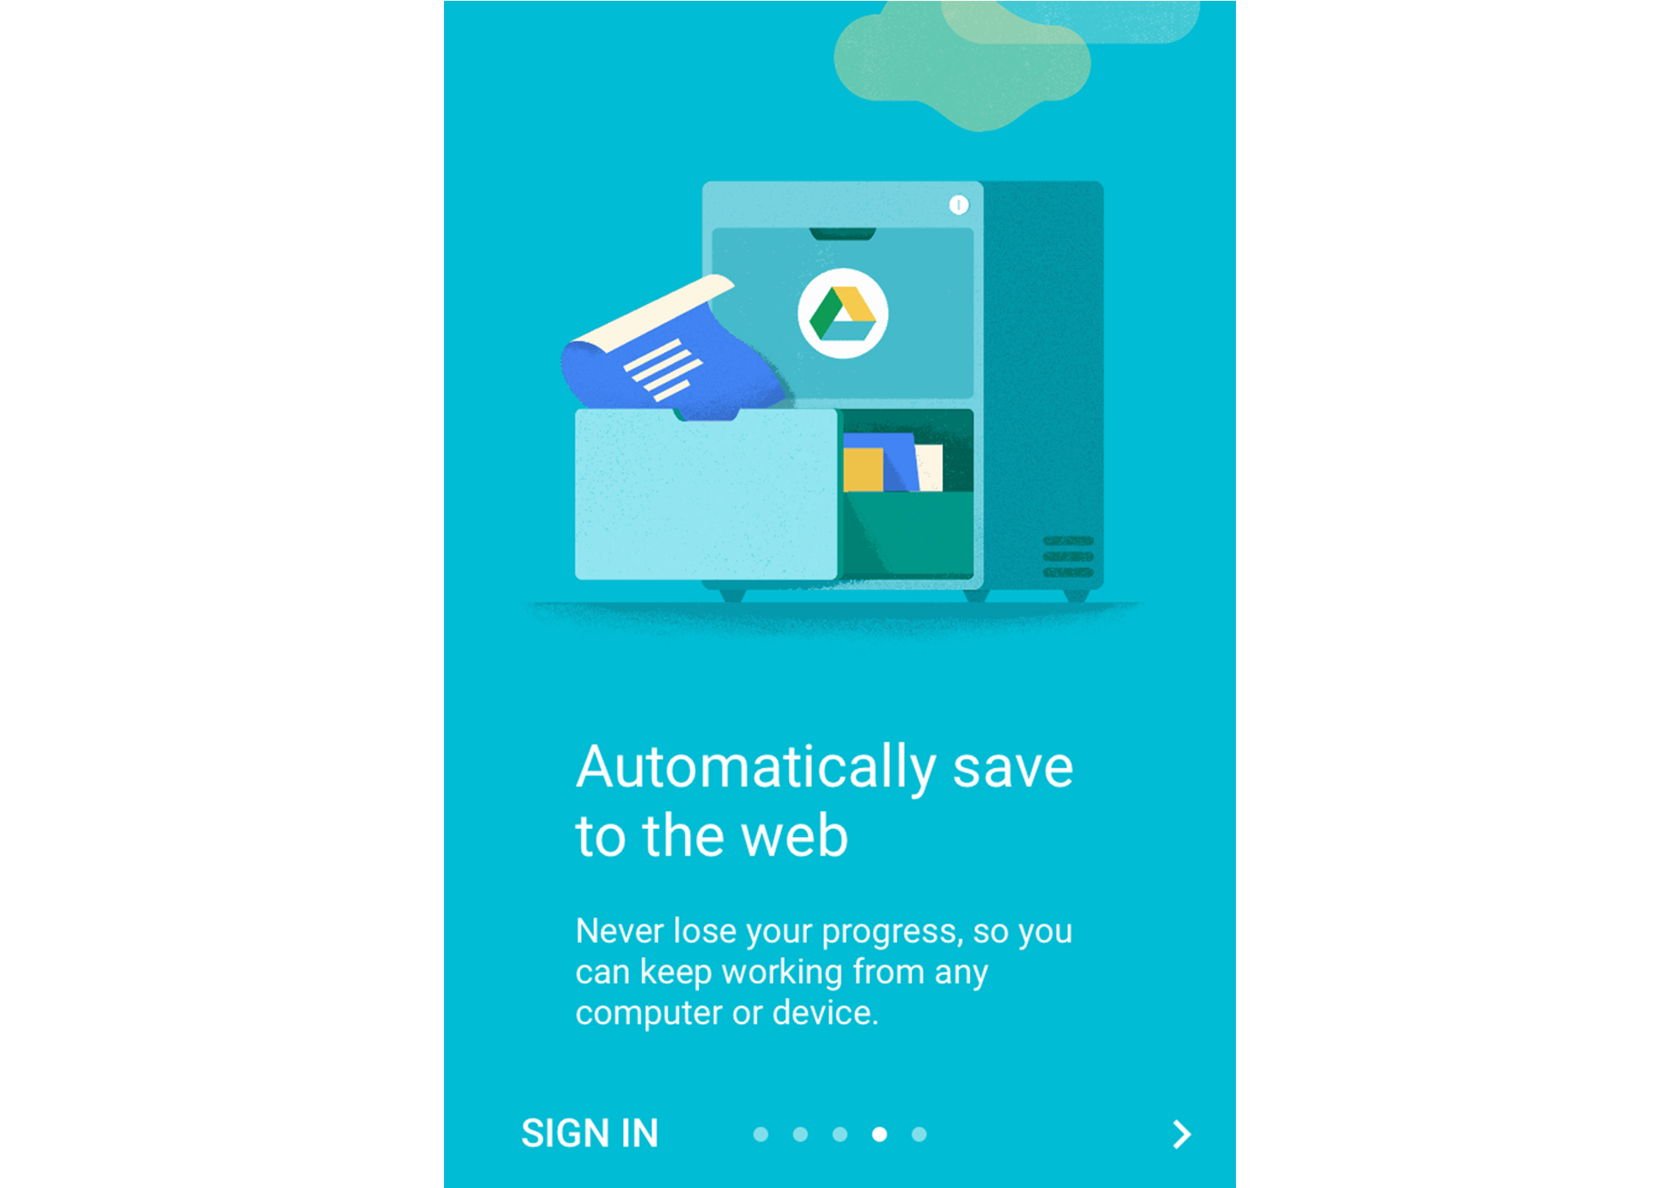 Automatically save
to the web
Never lose your progress, so you
can keep working from any
computer or device.
SIGN IN